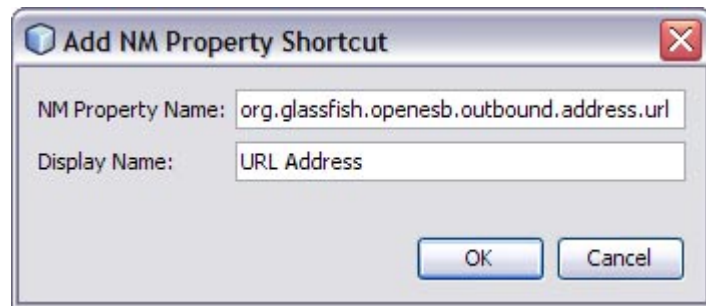 Add NM Property Shortcut
NM Property Name: org.glassfish.openesb.outbound.address.url
Display Name: URL Address
OK Cancel